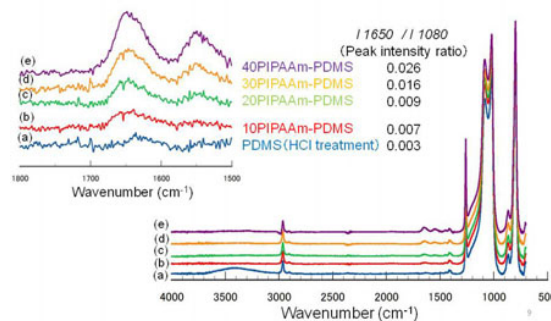 I 1650 / I 1080
(Peak intensity ratio)
(e) 40PIPAAm-PDMS 0.026
(d) 30PIPAAm-PDMS 0.016
(c) 20PIPAAm-PDMS 0.009
(b) 10PIPAAm-PDMS 0.007
(a) PDMS(HCl treatment) 0.003
1800 1700 1600 1500
Wavenumber (cm-1)
(e)
(d)
(c)
(b)
(a)
4000 3500 3000 2500 2000 1500 1000 500
Wavenumber (cm-1)
9